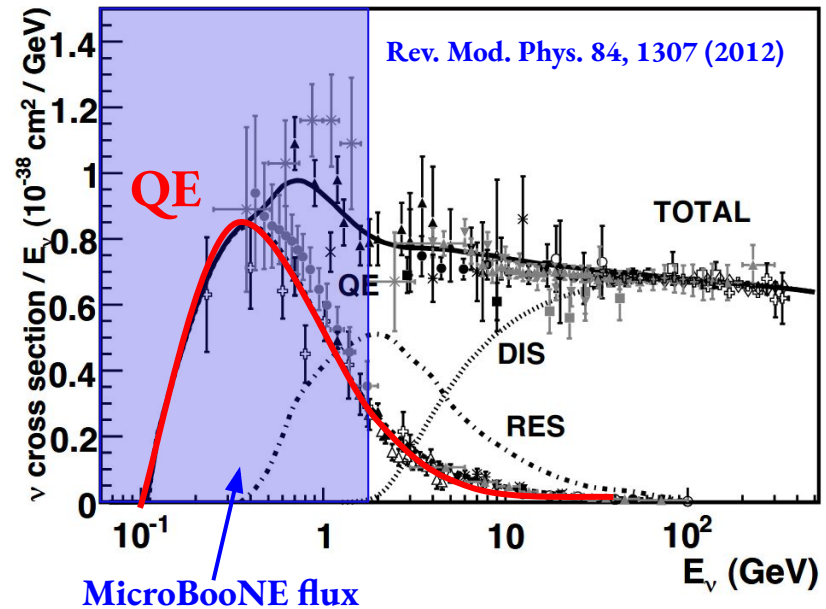 ν cross section / Eν (10⁻³⁸ cm² / GeV)
1.4
1.2
1
0.8
0.6
0.4
0.2
0
Rev. Mod. Phys. 84, 1307 (2012)
QE
TOTAL
QE
DIS
RES
10⁻¹
1
10
10²
Eν (GeV)
MicroBooNE flux